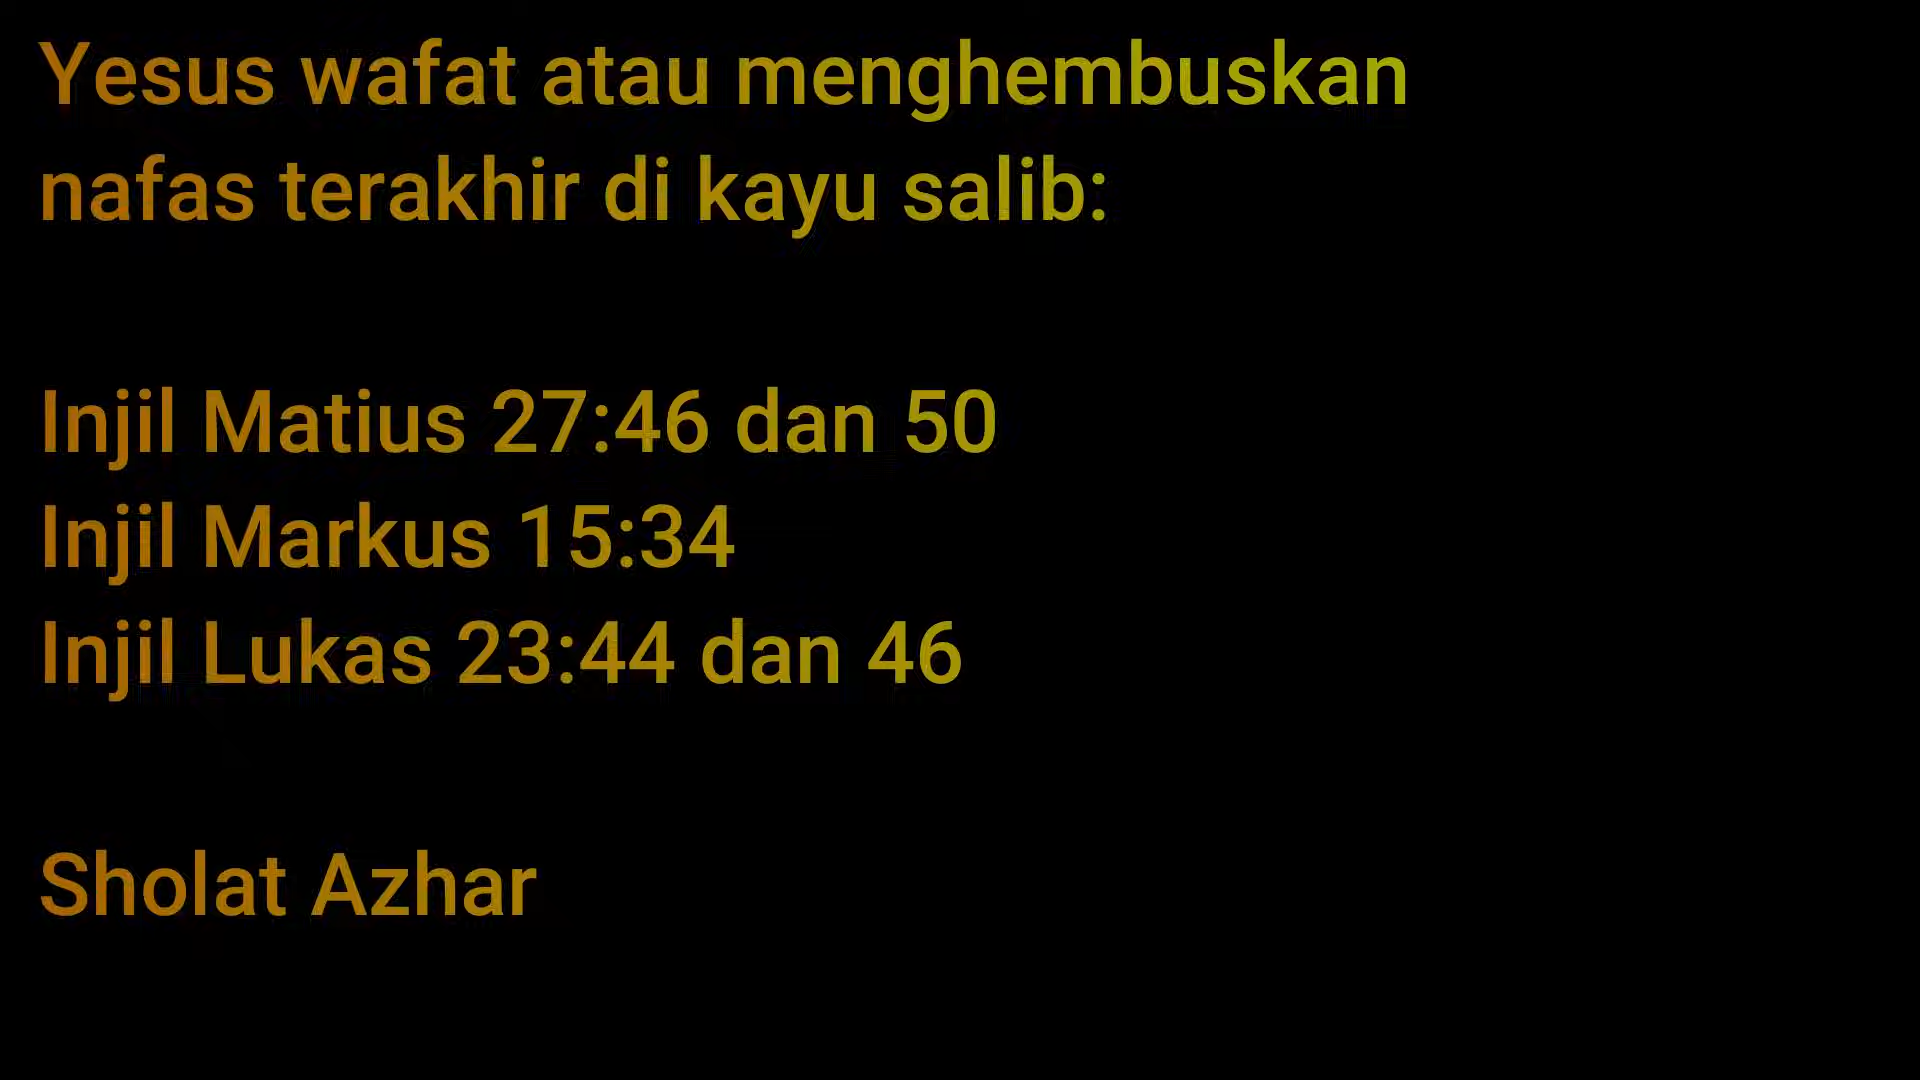 Yesus wafat atau menghembuskan
nafas terakhir di kayu salib:
Injil Matius 27:46 dan 50
Injil Markus 15:34
Injil Lukas 23:44 dan 46
Sholat Azhar